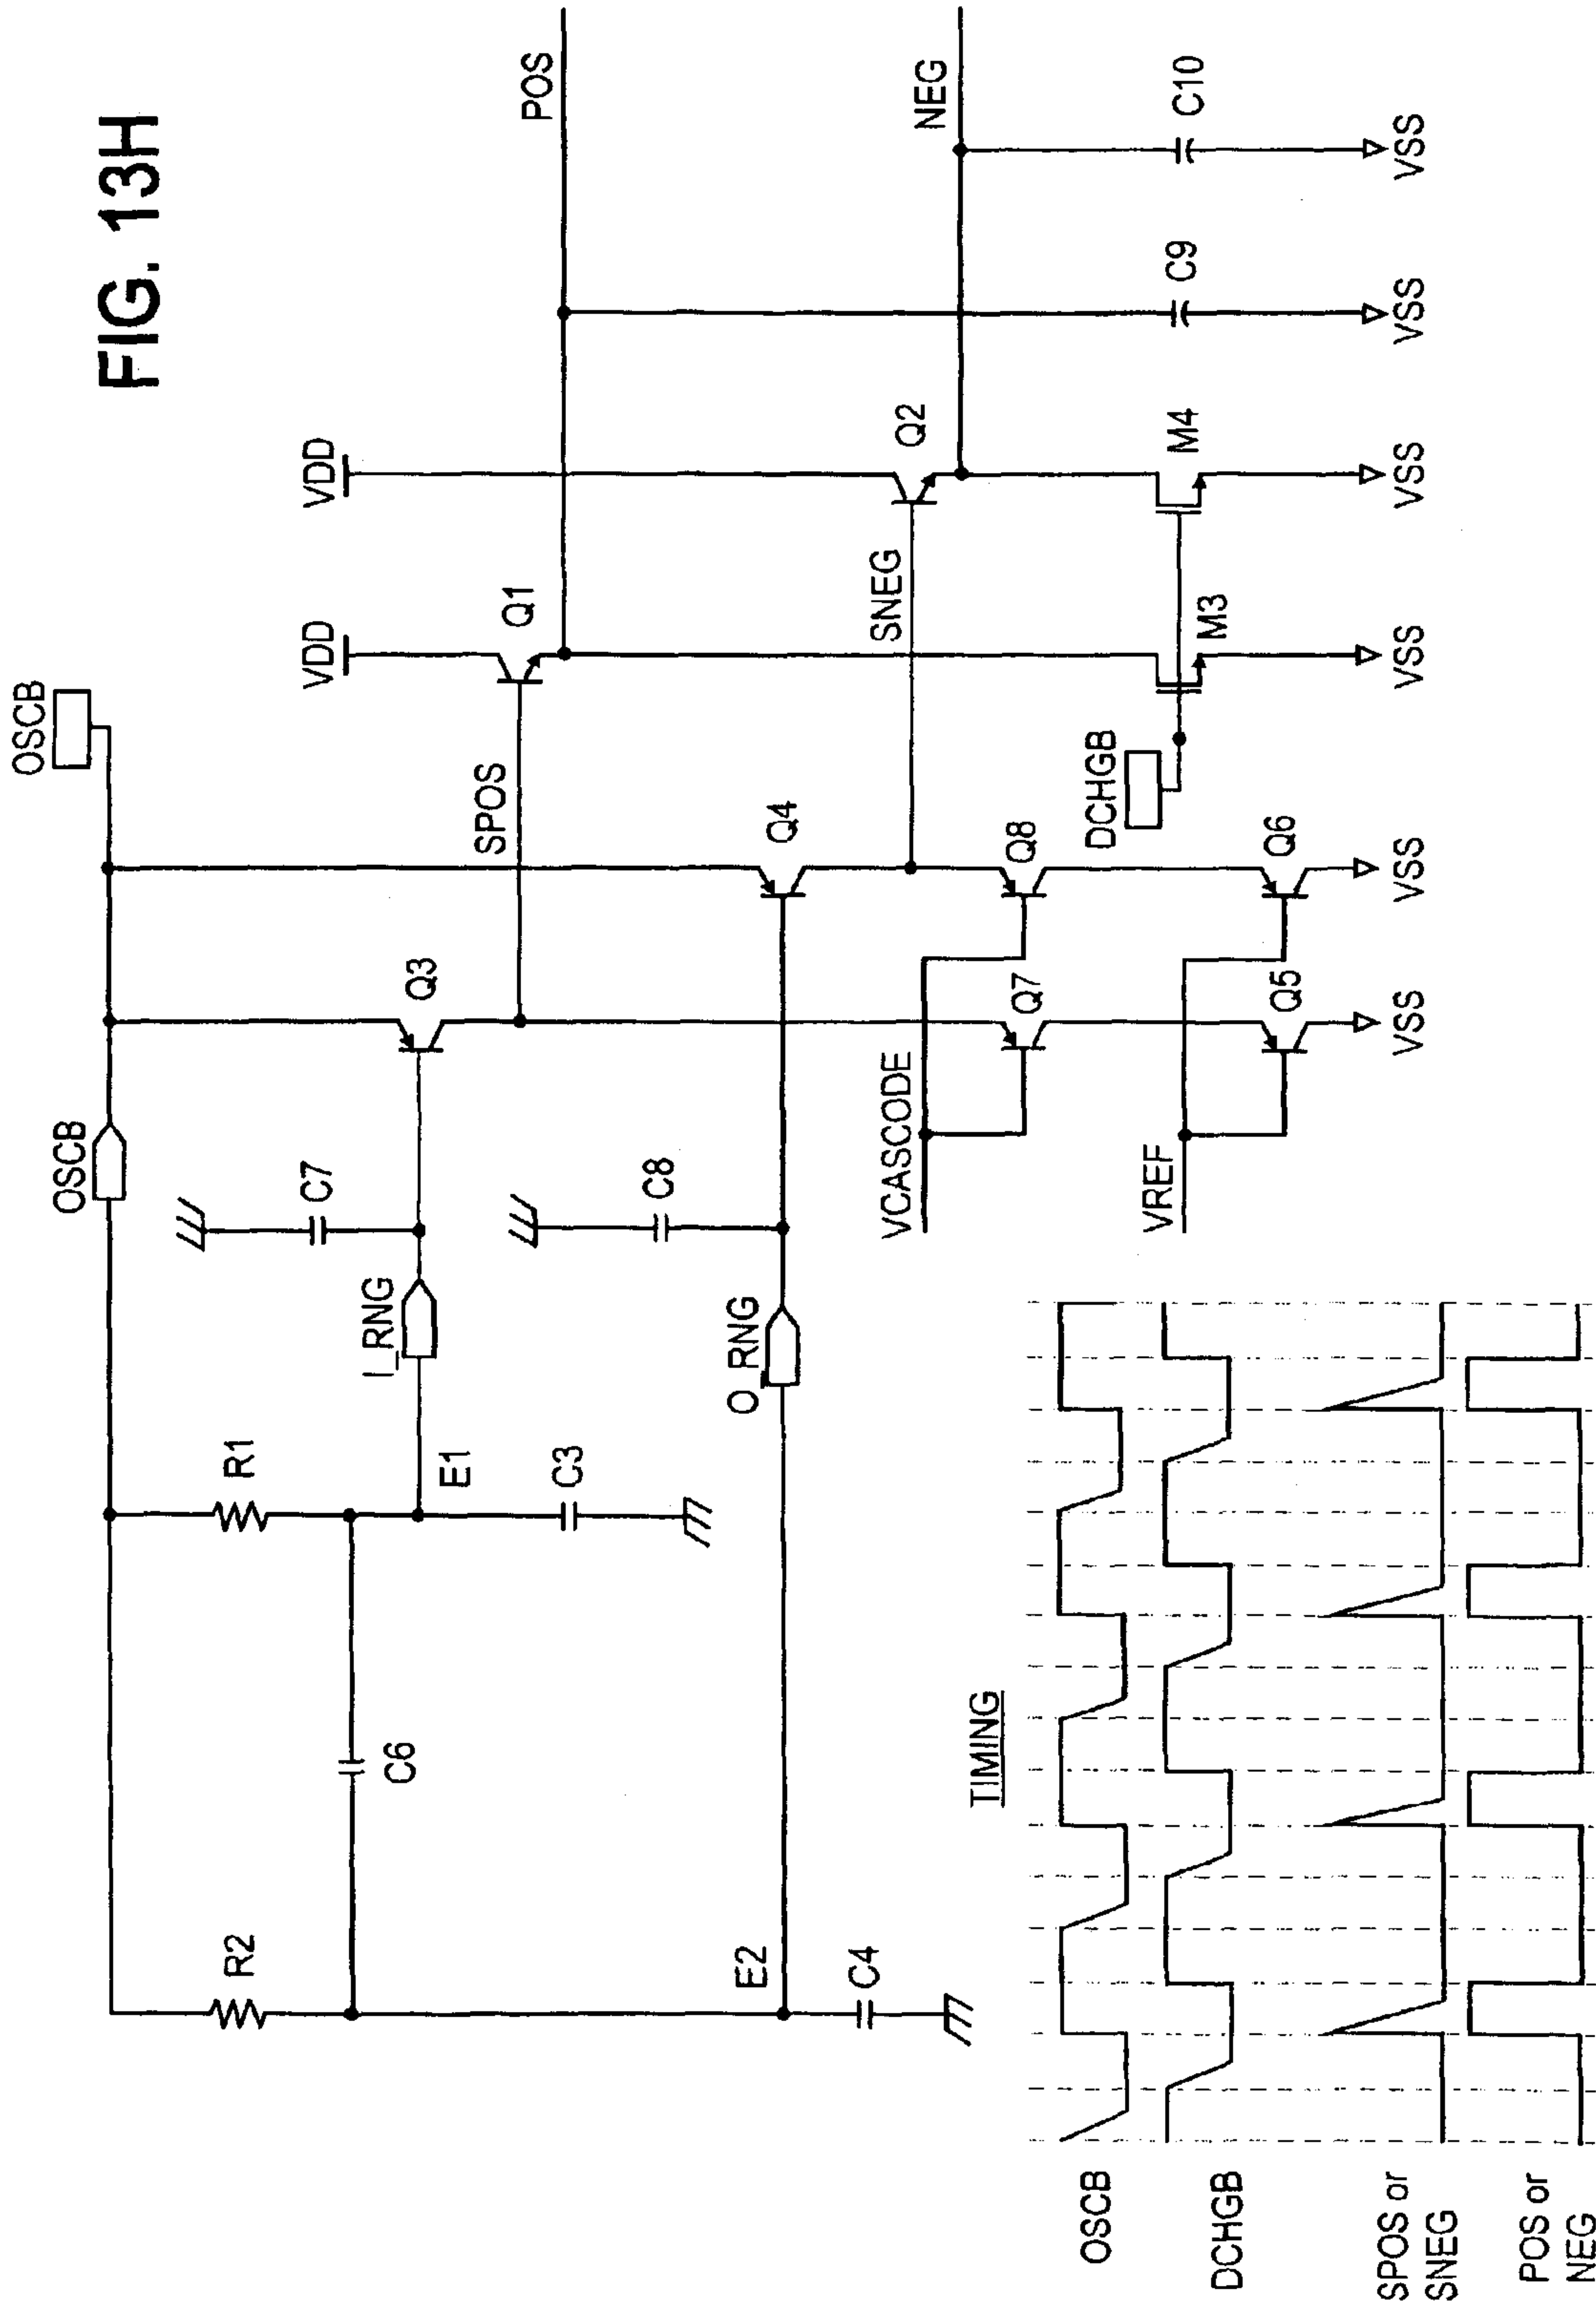 FIG. 13H
OSCB
OSCB
VDD
VDD
POS
R2
R1
C7
Q3
Q1
I_RNG
SPOS
C6
E1
C3
C8
Q4
SNEG
Q2
NEG
E2
O_RNG
C4
VCASCODE
Q7
Q8
DCHGB
M3
M4
C9
C10
VREF
Q5
Q6
VSS
VSS
VSS
VSS
VSS
VSS
TIMING
OSCB
DCHGB
SPOS or
SNEG
POS or
NEG